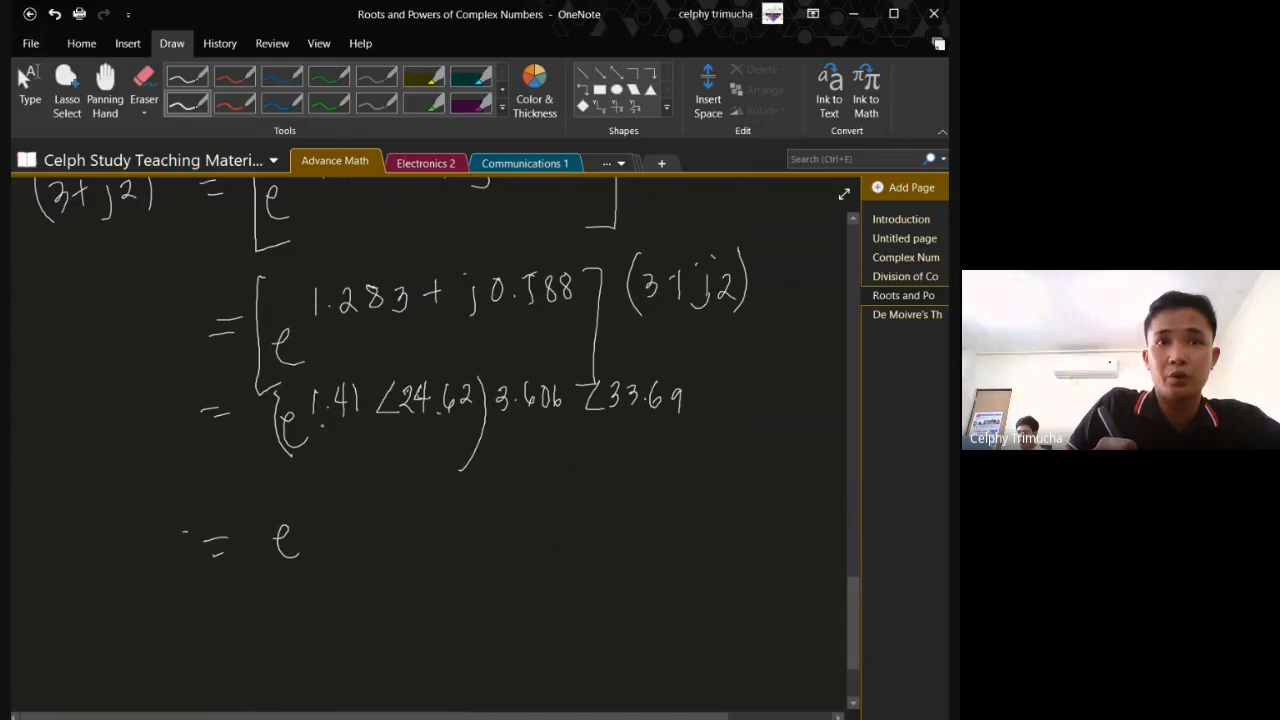 Roots and Powers of Complex Numbers - OneNote
celphy trimucha
File Home Insert Draw History Review View Help
Type
Lasso Select
Panning Hand
Eraser
Color & Thickness
Insert Space
Delete
Arrange
Rotate
Ink to Text
Ink to Math
Tools
Shapes
Edit
Convert
Celph Study Teaching Materi...
Advance Math
Electronics 2
Communications 1
...
Search (Ctrl+E)
Add Page
Introduction
Untitled page
Complex Num
Division of Co
Roots and Po
De Moivre's Th
(3+j2) = [e
= [e 1.283 + j0.588] (3+j2)
= (e 1.41 ∠24.62) 3.606 ∠33.69
= e
Celphy Trimucha